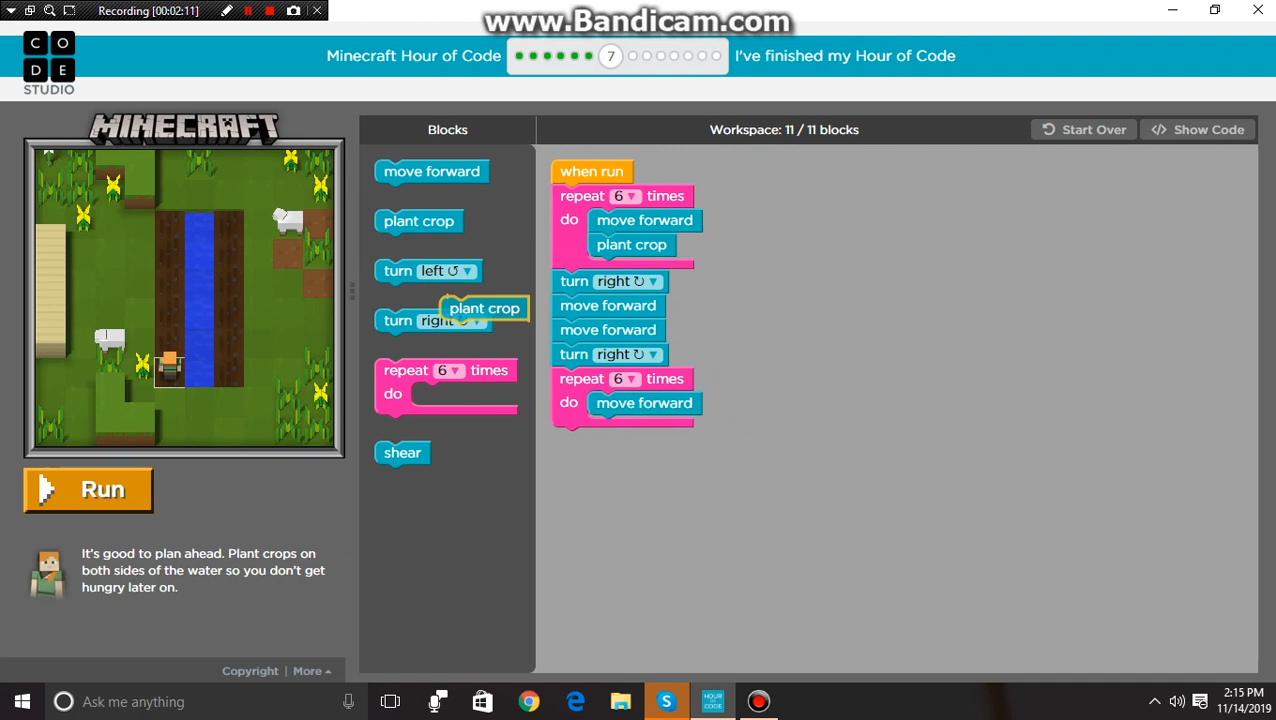 Recording [00:02:11]
www.Bandicam.com
CODE
STUDIO
Minecraft Hour of Code
7
I've finished my Hour of Code
MINECRAFT
Blocks
Workspace: 11 / 11 blocks
Start Over
</> Show Code
move forward
plant crop
turn left ↺ ▼
plant crop
turn right ↻ ▼
repeat 6 ▼ times
do
shear
when run
repeat 6 ▼ times
do move forward
plant crop
turn right ↻ ▼
move forward
move forward
turn right ↻ ▼
repeat 6 ▼ times
do move forward
Run
It's good to plan ahead. Plant crops on
both sides of the water so you don't get
hungry later on.
Copyright | More
Ask me anything
HOUR OF CODE
2:15 PM
11/14/2019